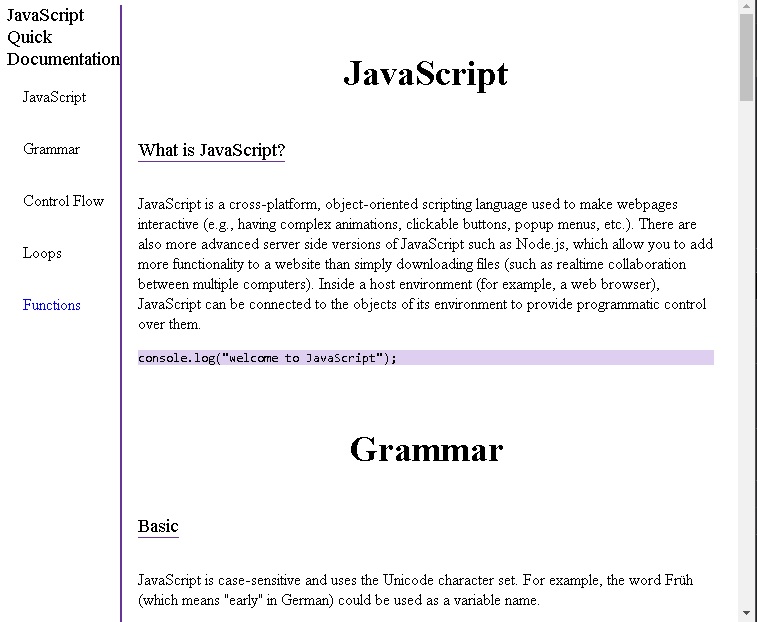 JavaScript
Quick
Documentation
JavaScript
Grammar
Control Flow
Loops
Functions
JavaScript
What is JavaScript?
JavaScript is a cross-platform, object-oriented scripting language used to make webpages
interactive (e.g., having complex animations, clickable buttons, popup menus, etc.). There are
also more advanced server side versions of JavaScript such as Node.js, which allow you to add
more functionality to a website than simply downloading files (such as realtime collaboration
between multiple computers). Inside a host environment (for example, a web browser),
JavaScript can be connected to the objects of its environment to provide programmatic control
over them.
console.log("welcome to JavaScript");
Grammar
Basic
JavaScript is case-sensitive and uses the Unicode character set. For example, the word Früh
(which means "early" in German) could be used as a variable name.